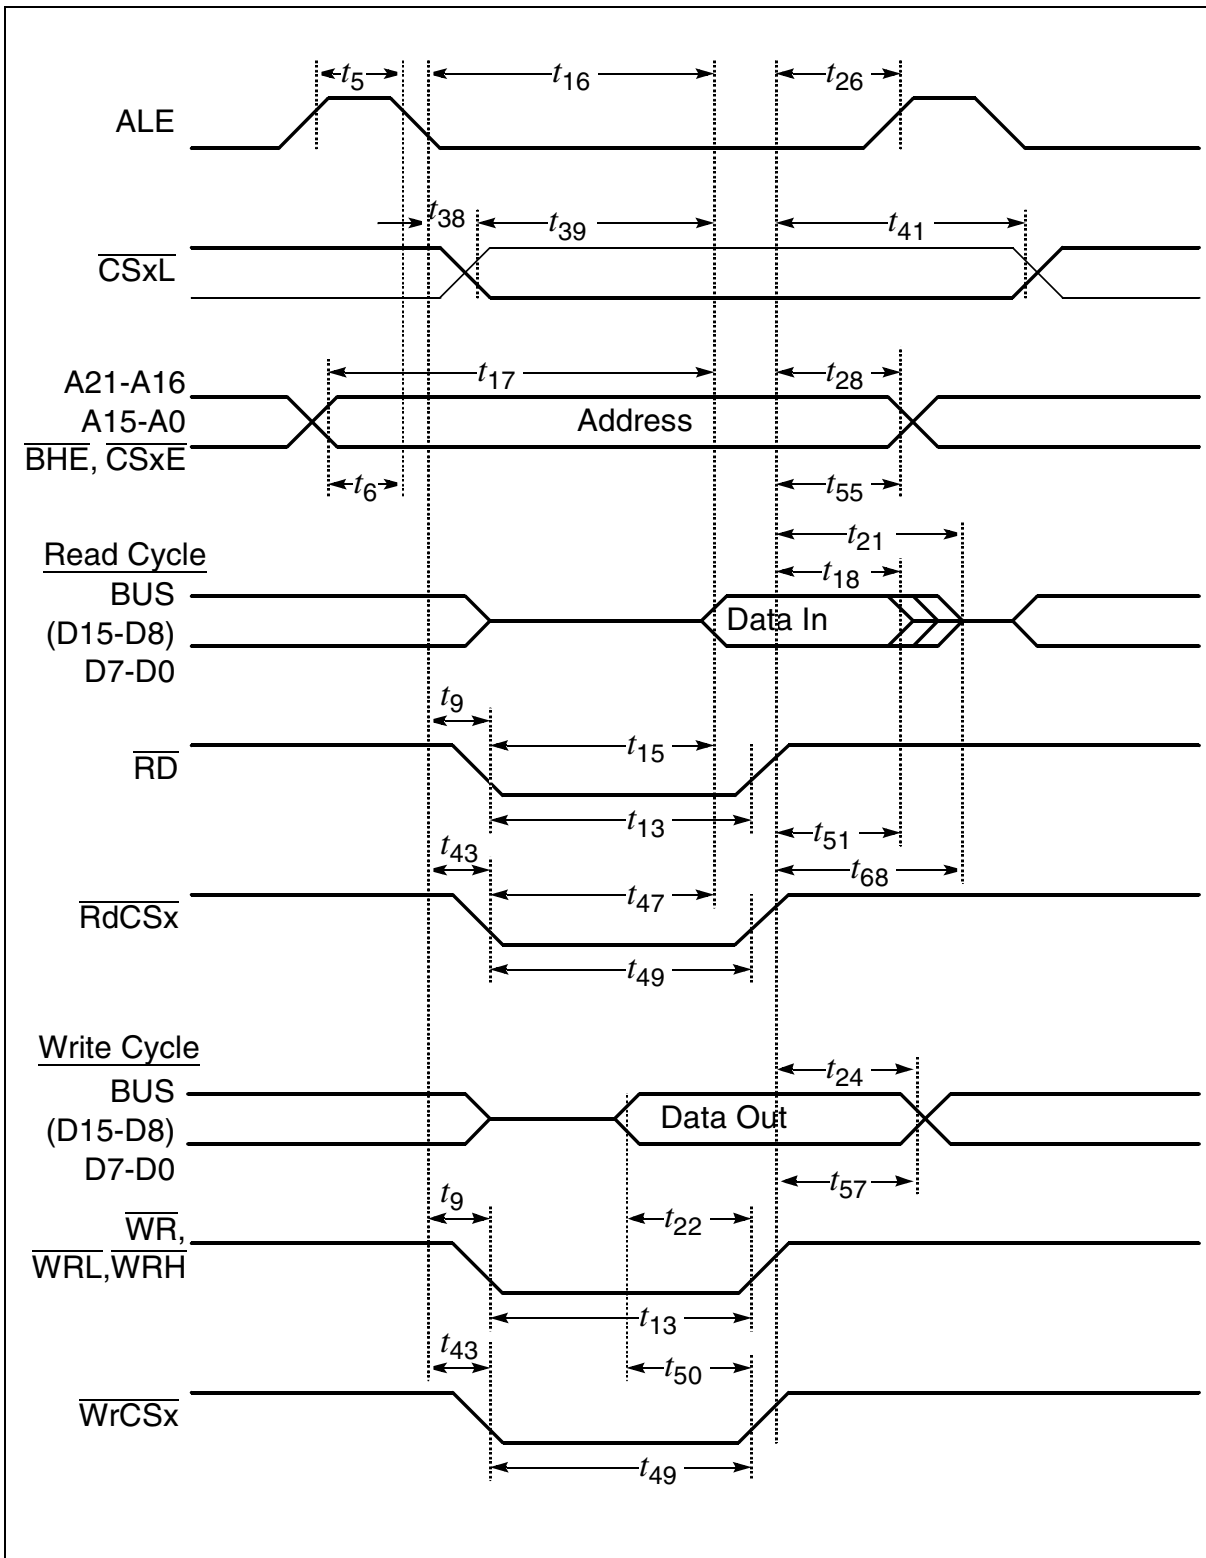 t5 t16 t26
ALE
t38 t39 t41
CSxL
t17 t28
A21-A16
A15-A0
BHE, CSxE
Address
t6 t55
t21
Read Cycle
t18
BUS
(D15-D8)
D7-D0
Data In
t9
t15
RD
t13 t51
t43 t68
t47
RdCSx
t49
Write Cycle
t24
BUS
(D15-D8)
D7-D0
Data Out
t57
t9 t22
WR,
WRL,WRH
t13
t43 t50
WrCSx
t49